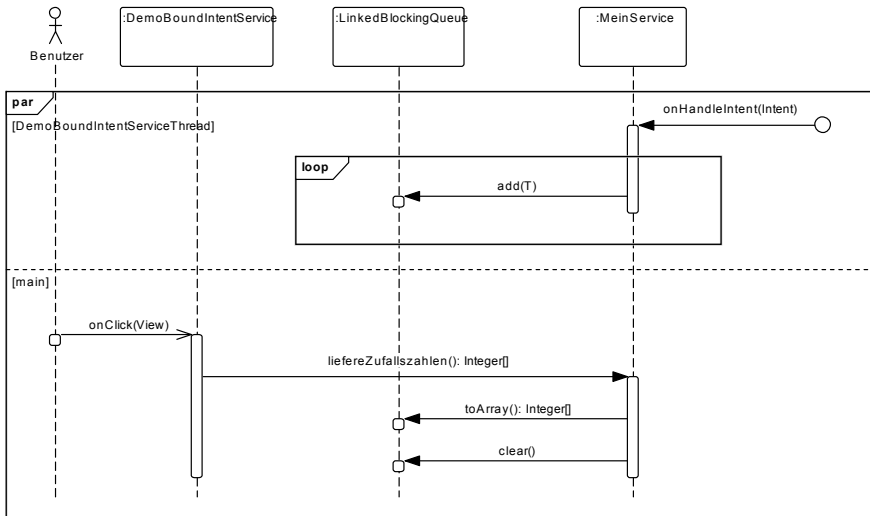 :DemoBoundIntentService
:LinkedBlockingQueue
:MeinService
Benutzer
par
onHandleIntent(Intent)
[DemoBoundIntentServiceThread]
loop
add(T)
[main]
onClick(View)
liefereZufallszahlen(): Integer[]
toArray(): Integer[]
clear()